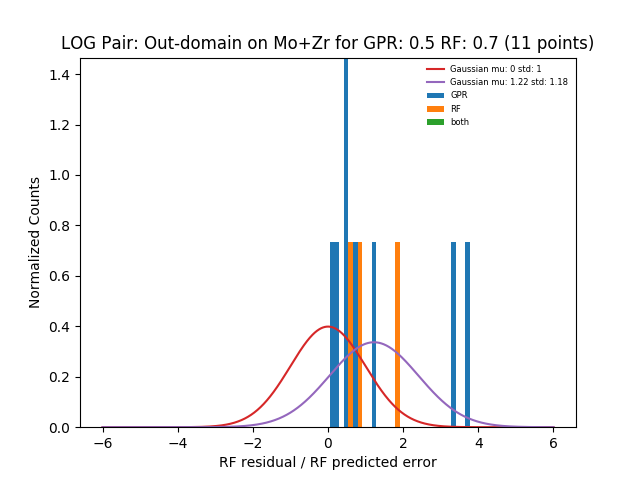 LOG Pair: Out-domain on Mo+Zr for GPR: 0.5 RF: 0.7 (11 points)
Gaussian mu: 0 std: 1
Gaussian mu: 1.22 std: 1.18
GPR
RF
both
Normalized Counts
1.4
1.2
1.0
0.8
0.6
0.4
0.2
0.0
−6 −4 −2 0 2 4 6
RF residual / RF predicted error